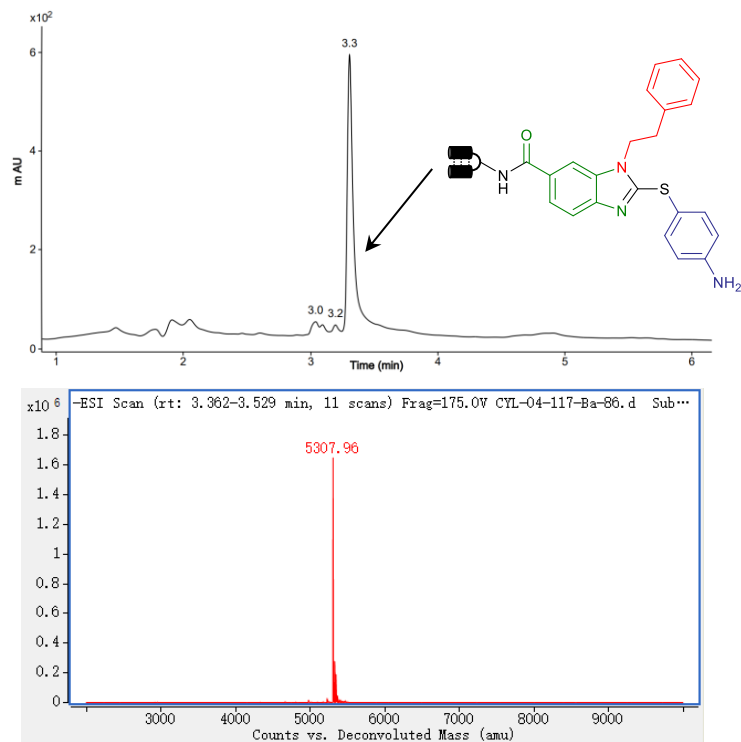 x10²
6
4
2
0
m AU
3.3
3.0
3.2
1 2 3 4 5 6
Time (min)
N
H
O
N
N
S
NH₂
x10 ⁶
-ESI Scan (rt: 3.362-3.529 min, 11 scans) Frag=175.0V CYL-04-117-Ba-86.d Sub…
5307.96
1.8
1.6
1.4
1.2
1
0.8
0.6
0.4
0.2
0
3000 4000 5000 6000 7000 8000 9000
Counts vs. Deconvoluted Mass (amu)